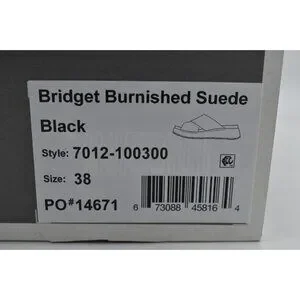 Bridget Burnished Suede
Black
Style: 7012-100300
Size: 38
PO#14671
6 73088 45816 4